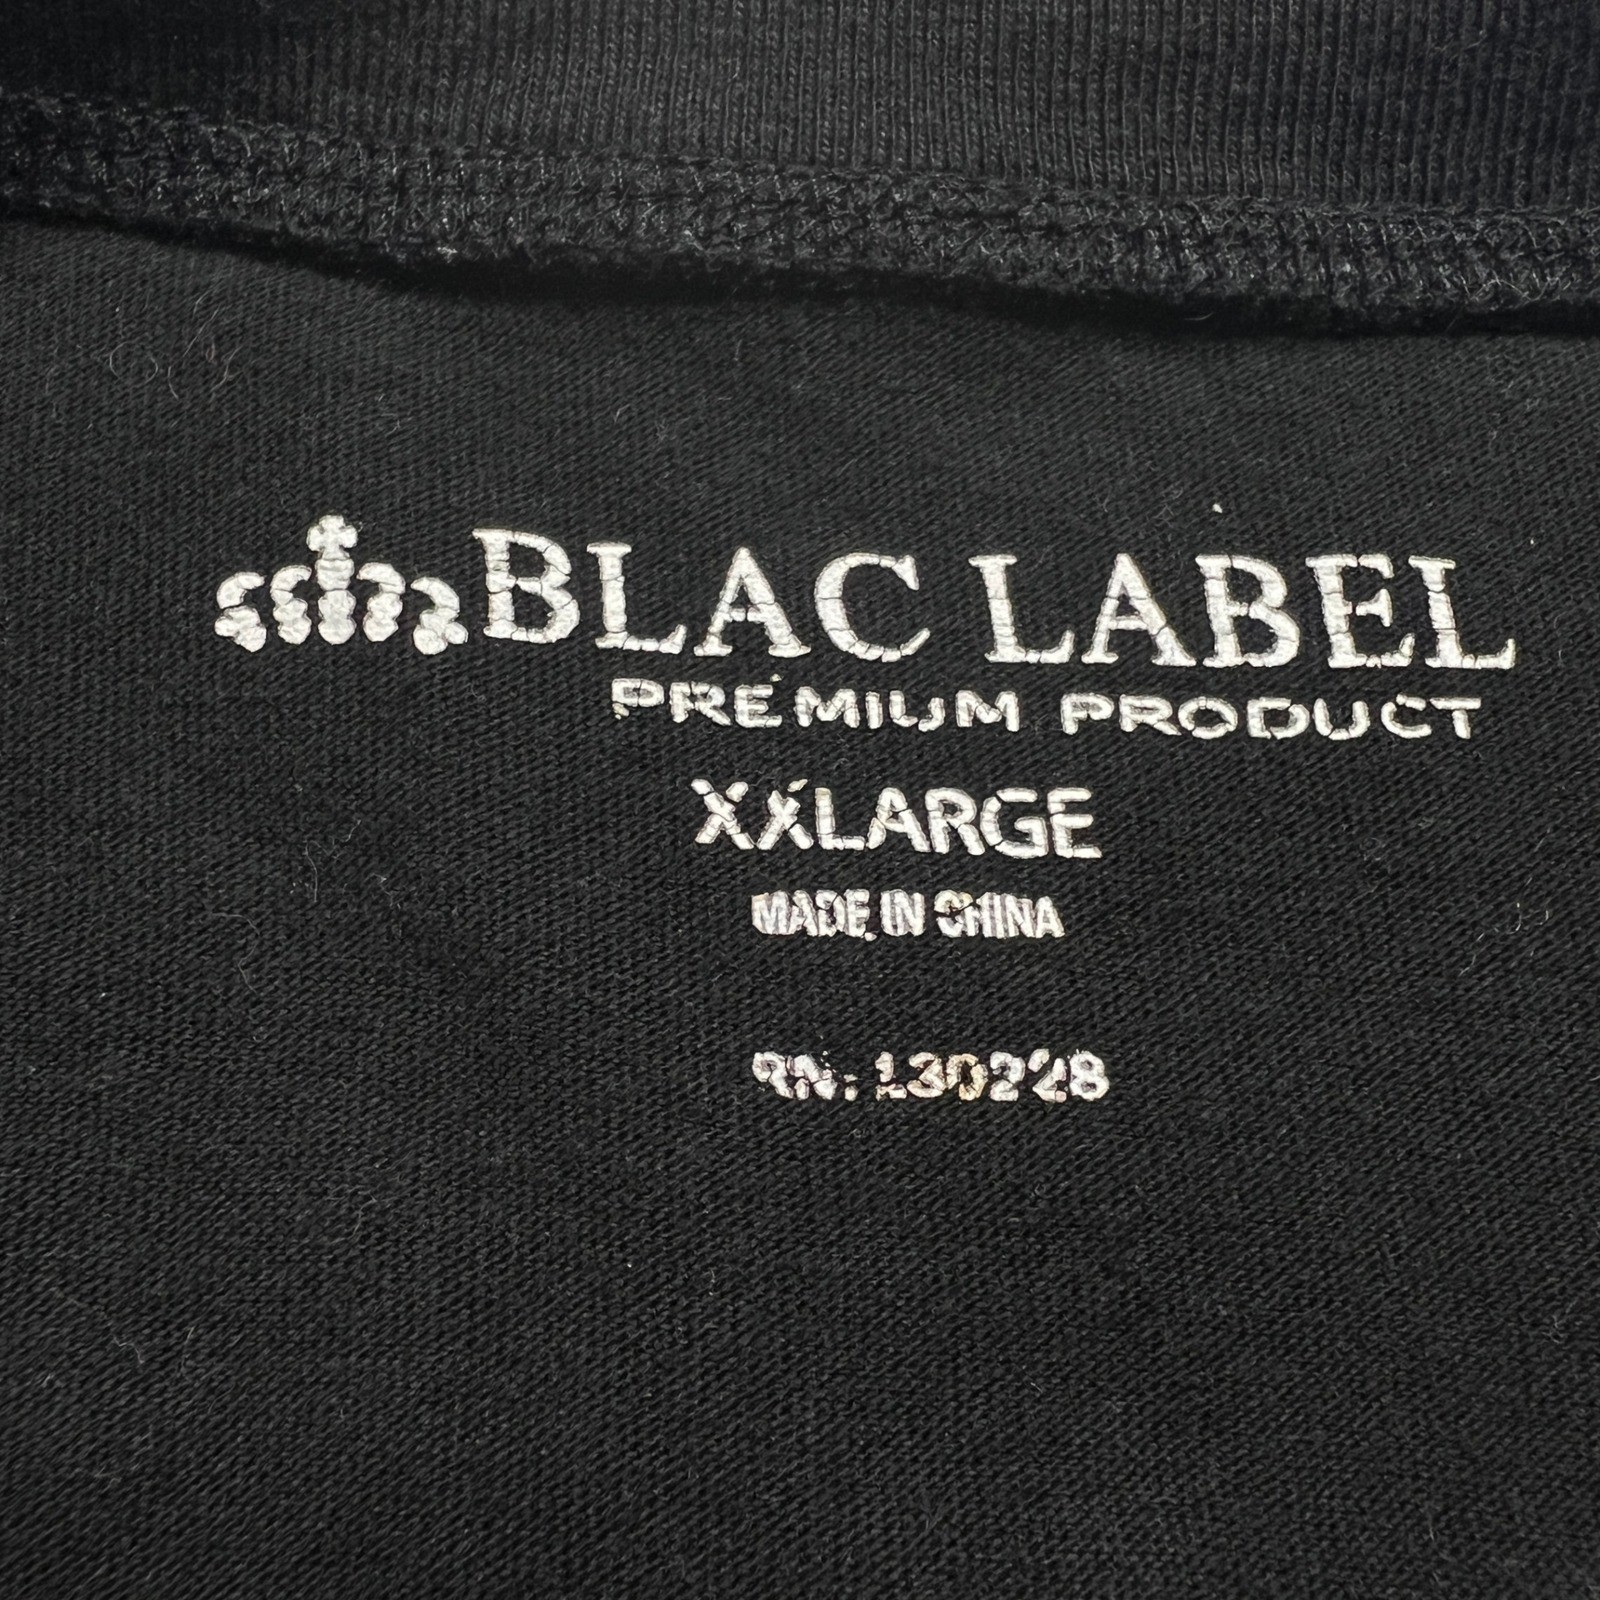 BLAC LABEL
PREMIUM PRODUCT
XXLARGE
MADE IN CHINA
RN: 130228